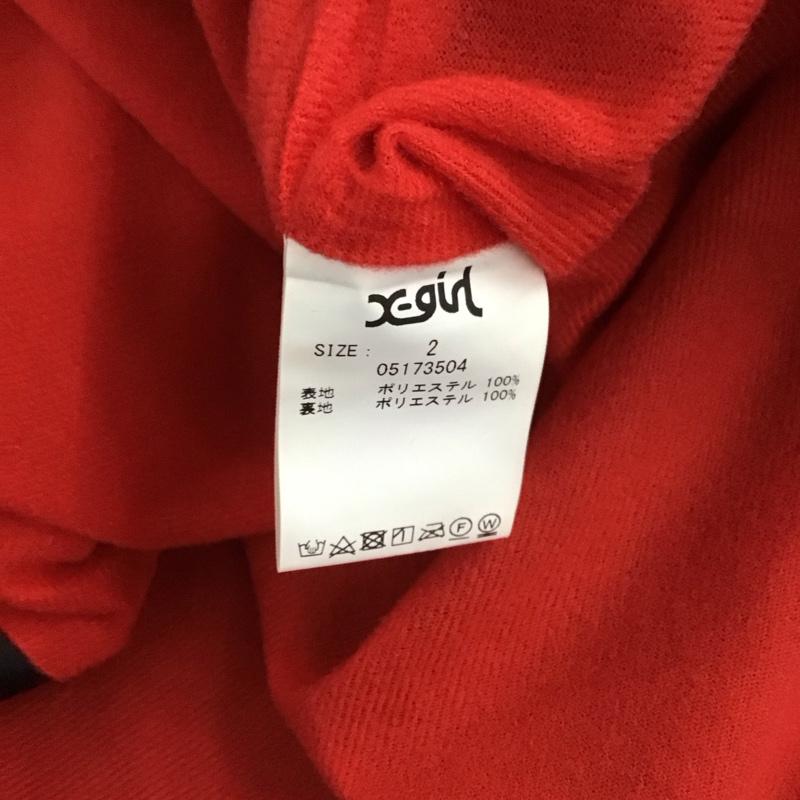 X-girl
SIZE : 2
05173504
表地 ポリエステル 100%
裏地 ポリエステル 100%
F W